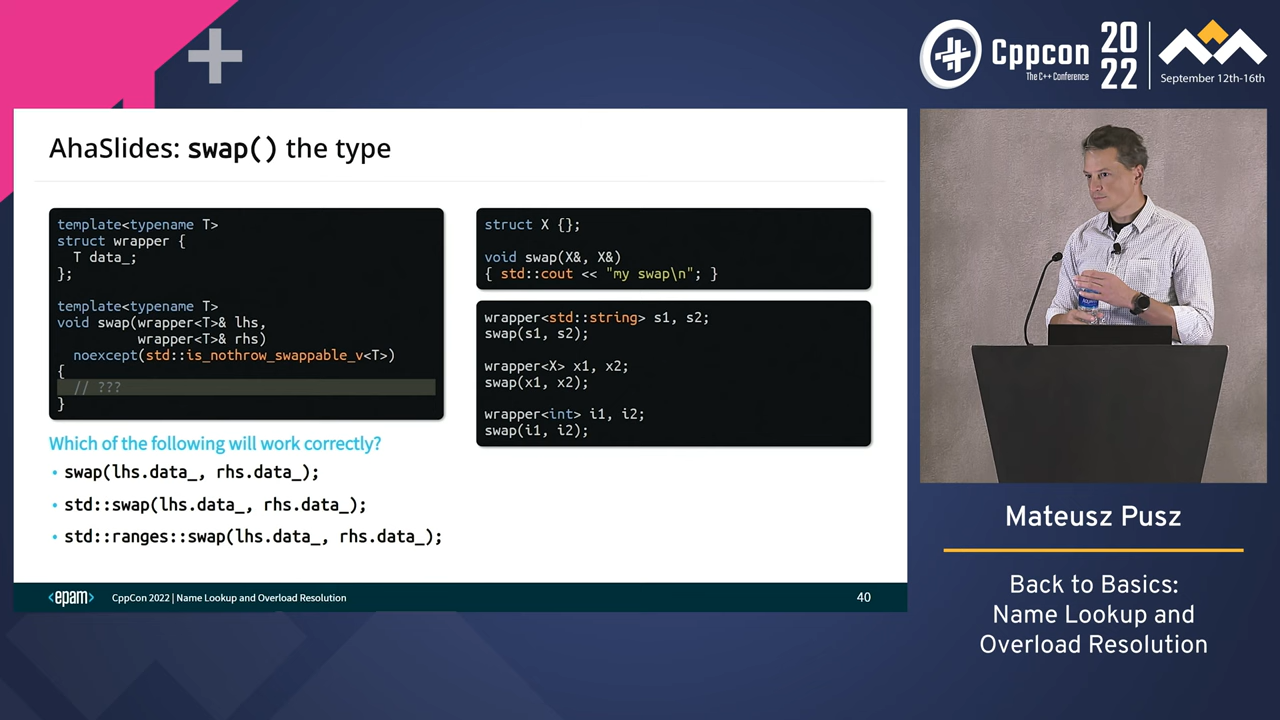 Cppcon
The C++ Conference
20
22
September 12th-16th
AhaSlides: swap() the type
template<typename T>
struct wrapper {
  T data_;
};
template<typename T>
void swap(wrapper<T>& lhs,
          wrapper<T>& rhs)
  noexcept(std::is_nothrow_swappable_v<T>)
{
  // ???
}
Which of the following will work correctly?
• swap(lhs.data_, rhs.data_);
• std::swap(lhs.data_, rhs.data_);
• std::ranges::swap(lhs.data_, rhs.data_);
struct X {};
void swap(X&, X&)
{ std::cout << "my swap\n"; }
wrapper<std::string> s1, s2;
swap(s1, s2);
wrapper<X> x1, x2;
swap(x1, x2);
wrapper<int> i1, i2;
swap(i1, i2);
<epam>
CppCon 2022 | Name Lookup and Overload Resolution
40
Mateusz Pusz
Back to Basics:
Name Lookup and
Overload Resolution